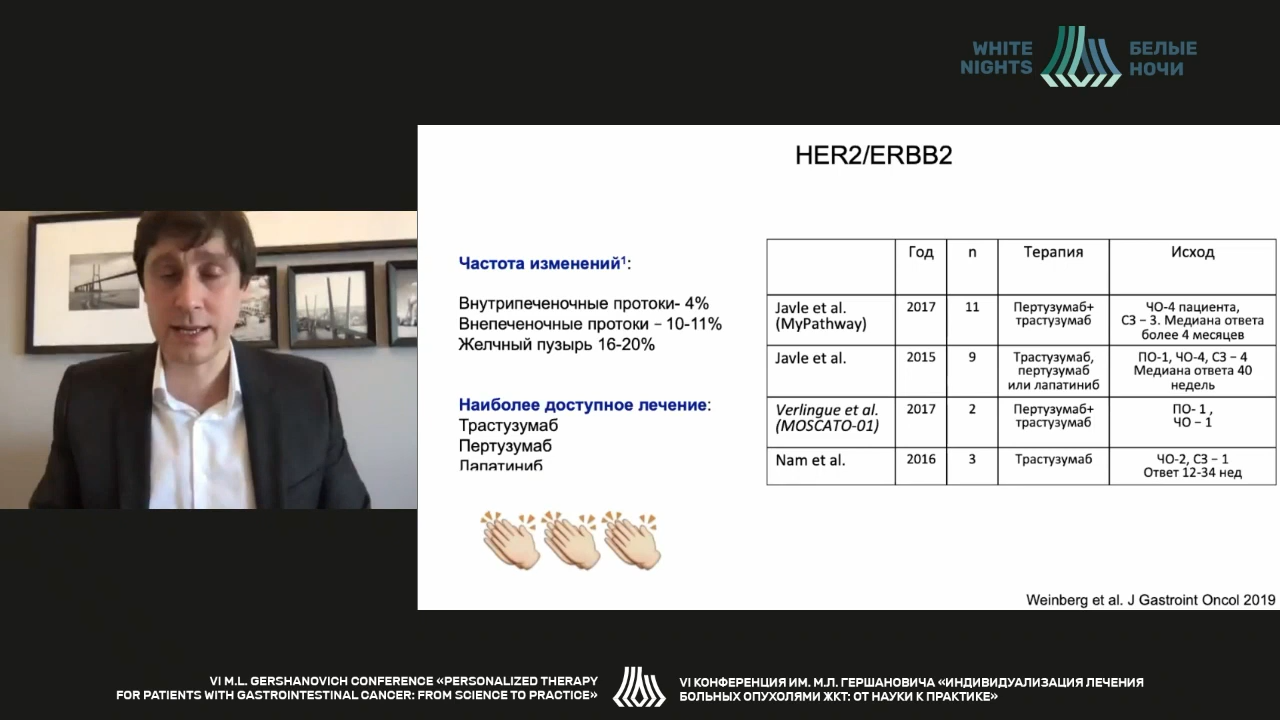 WHITE
NIGHTS
БЕЛЫЕ
НОЧИ
HER2/ERBB2
Частота изменений¹:
Внутрипеченочные протоки- 4%
Внепеченочные протоки – 10-11%
Желчный пузырь 16-20%
Наиболее доступное лечение:
Трастузумаб
Пертузумаб
Лапатиниб
Год
n
Терапия
Исход
Javle et al.
(MyPathway)
2017
11
Пертузумаб+
трастузумаб
ЧО-4 пациента,
СЗ – 3. Медиана ответа
более 4 месяцев
Javle et al.
2015
9
Трастузумаб,
пертузумаб
или лапатиниб
ПО-1, ЧО-4, СЗ – 4
Медиана ответа 40
недель
Verlingue et al.
(MOSCATO-01)
2017
2
Пертузумаб+
трастузумаб
ПО- 1 ,
ЧО – 1
Nam et al.
2016
3
Трастузумаб
ЧО-2, СЗ – 1
Ответ 12-34 нед
Weinberg et al. J Gastroint Oncol 2019
VI M.L. GERSHANOVICH CONFERENCE «PERSONALIZED THERAPY
FOR PATIENTS WITH GASTROINTESTINAL CANCER: FROM SCIENCE TO PRACTICE»
VI КОНФЕРЕНЦИЯ ИМ. М.Л. ГЕРШАНОВИЧА «ИНДИВИДУАЛИЗАЦИЯ ЛЕЧЕНИЯ
БОЛЬНЫХ ОПУХОЛЯМИ ЖКТ: ОТ НАУКИ К ПРАКТИКЕ»